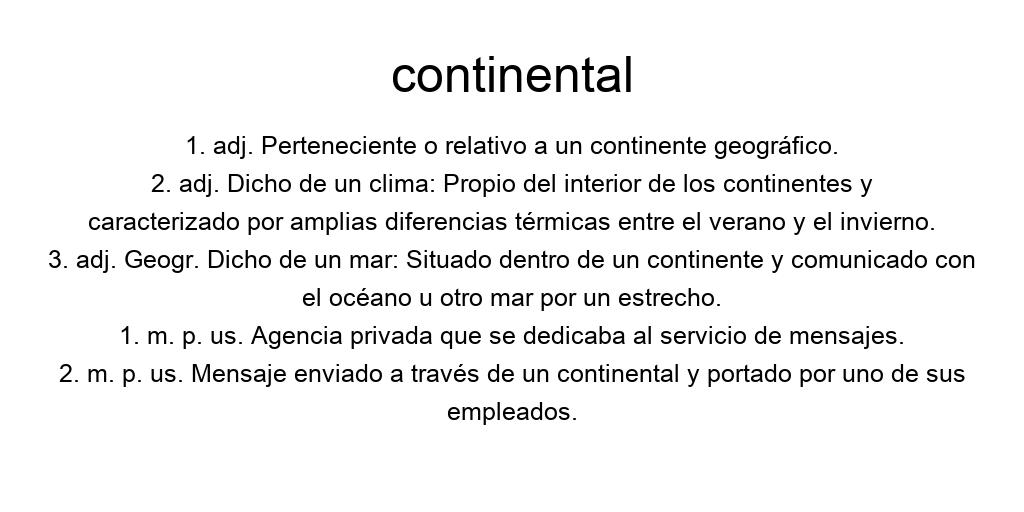 continental
1. adj. Perteneciente o relativo a un continente geográfico.
2. adj. Dicho de un clima: Propio del interior de los continentes y
caracterizado por amplias diferencias térmicas entre el verano y el invierno.
3. adj. Geogr. Dicho de un mar: Situado dentro de un continente y comunicado con
el océano u otro mar por un estrecho.
1. m. p. us. Agencia privada que se dedicaba al servicio de mensajes.
2. m. p. us. Mensaje enviado a través de un continental y portado por uno de sus
empleados.